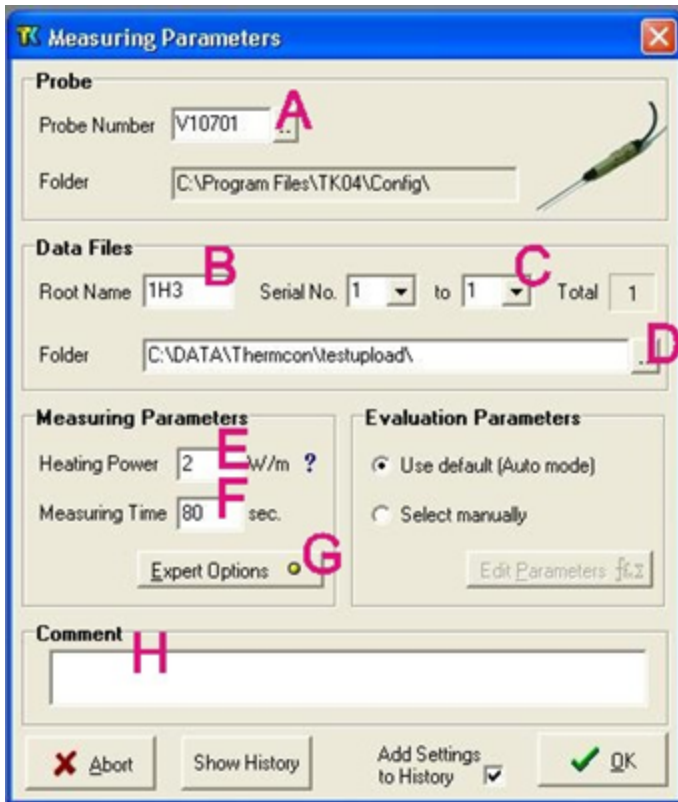 TK Measuring Parameters
Probe
Probe Number V10701 .. A
Folder C:\Program Files\TK04\Config\
Data Files
Root Name 1H3 B Serial No. 1 to 1 C Total 1
Folder C:\DATA\Thermcon\testupload\ .. D
Measuring Parameters
Heating Power 2 E W/m ?
Measuring Time 80 F sec.
Expert Options G
Evaluation Parameters
Use default (Auto mode)
Select manually
Edit Parameters f£Σ
Comment
H
Abort Show History Add Settings to History OK